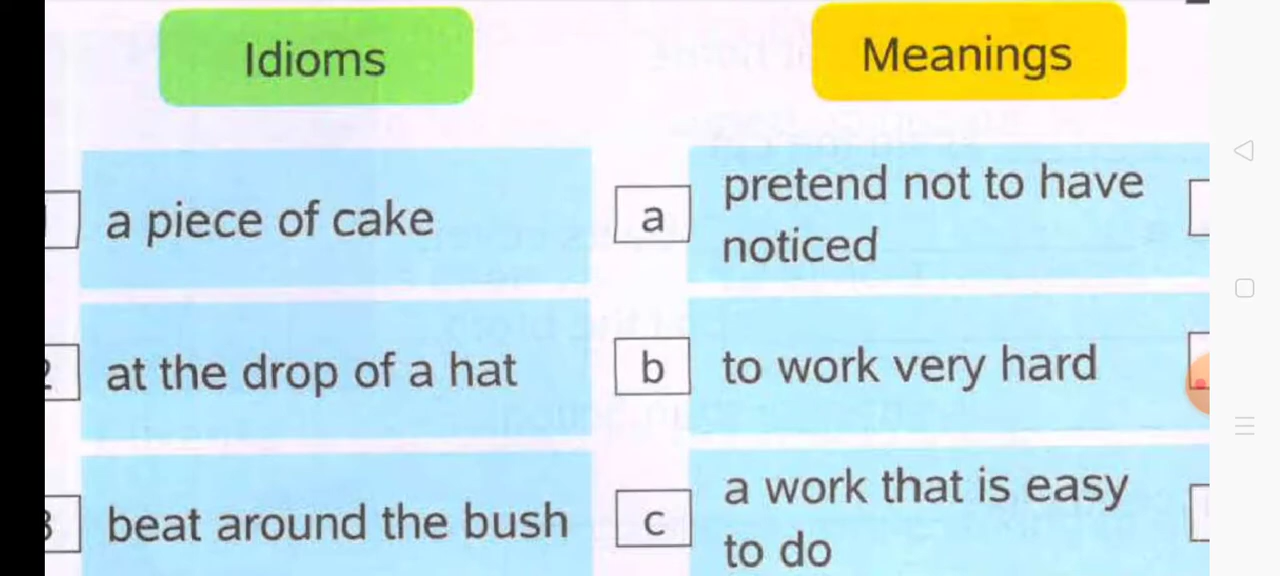 Idioms
Meanings
a piece of cake
a
pretend not to have
noticed
at the drop of a hat
b
to work very hard
beat around the bush
c
a work that is easy
to do